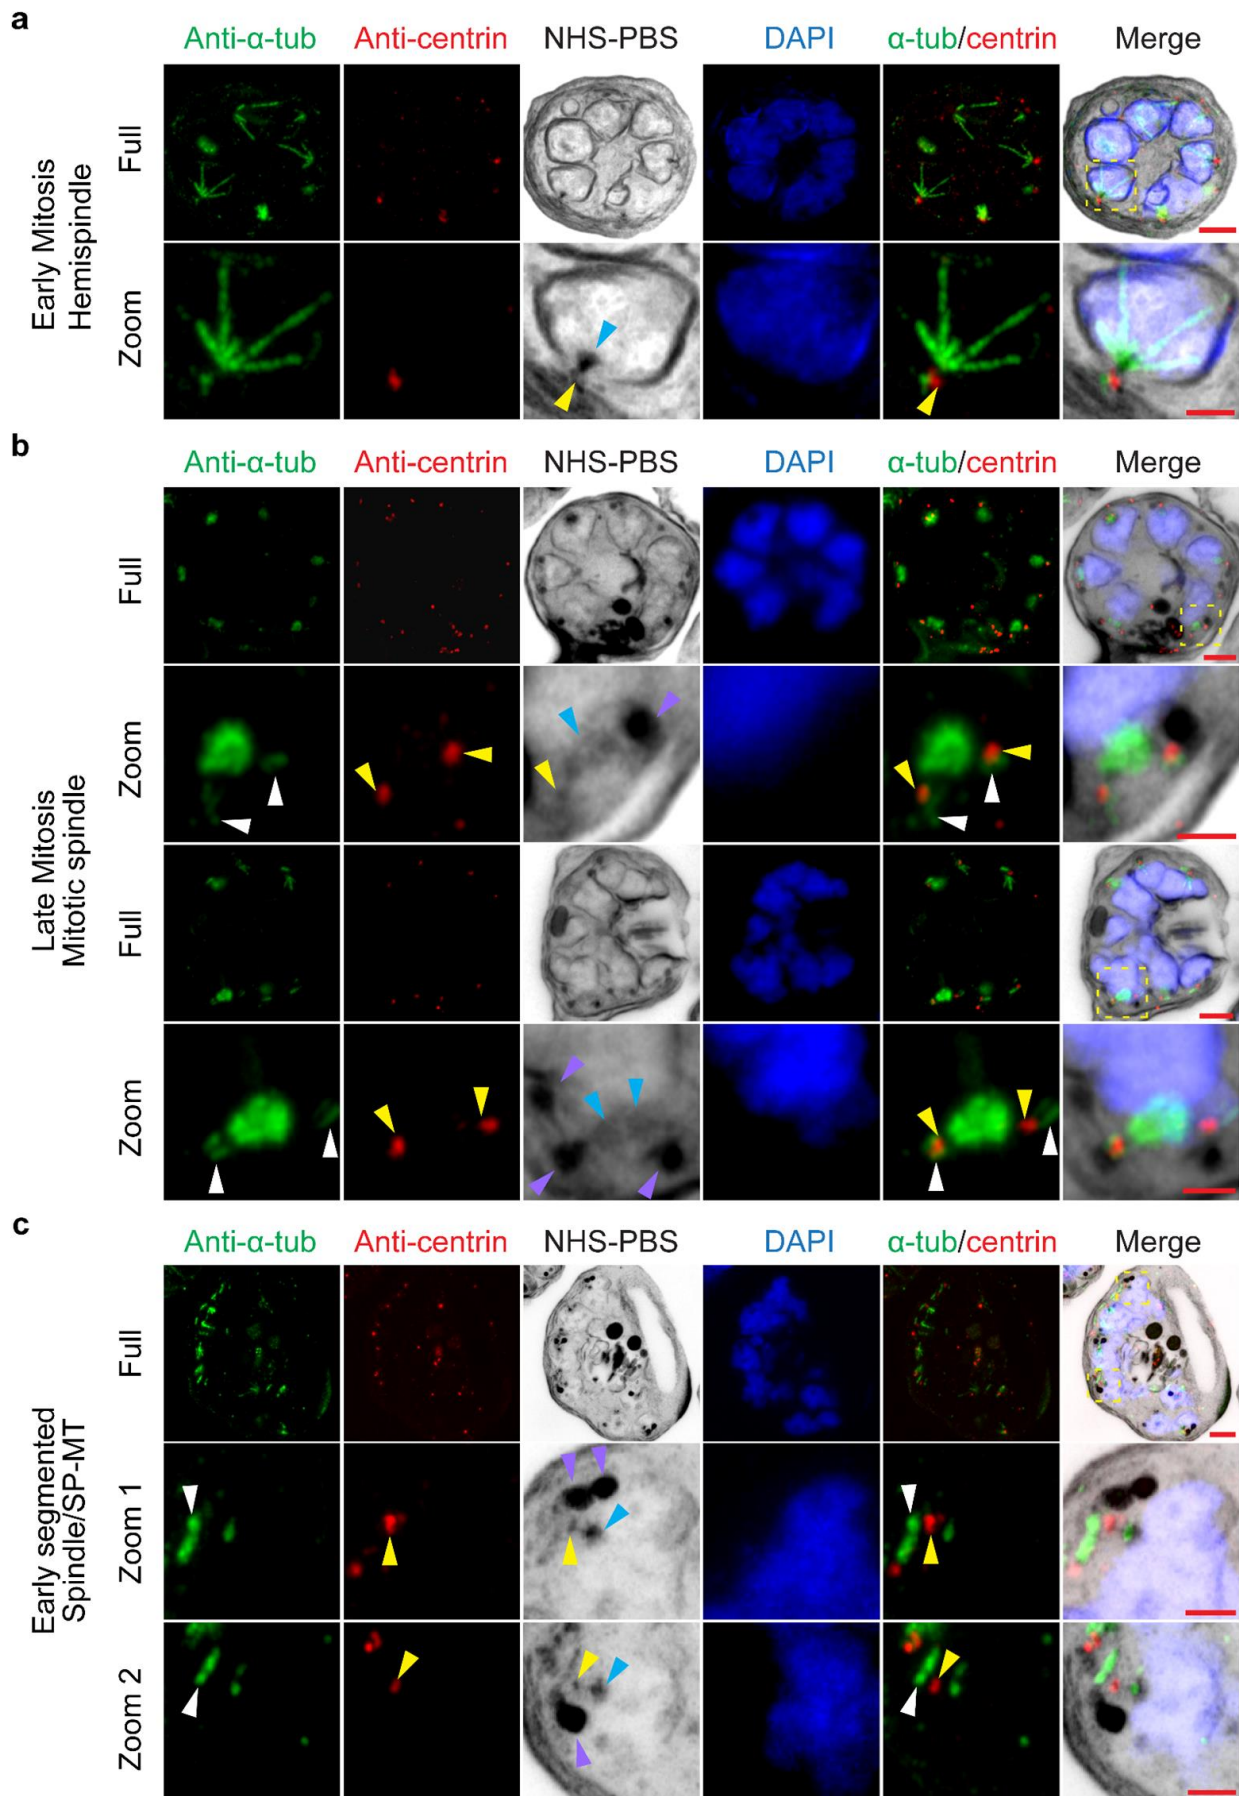 a
Anti-α-tub Anti-centrin NHS-PBS DAPI α-tub/centrin Merge
Early Mitosis
Hemispindle
Full
Zoom
b
Anti-α-tub Anti-centrin NHS-PBS DAPI α-tub/centrin Merge
Late Mitosis
Mitotic spindle
Full
Zoom
Full
Zoom
c
Anti-α-tub Anti-centrin NHS-PBS DAPI α-tub/centrin Merge
Early segmented
Spindle/SP-MT
Full
Zoom 1
Zoom 2